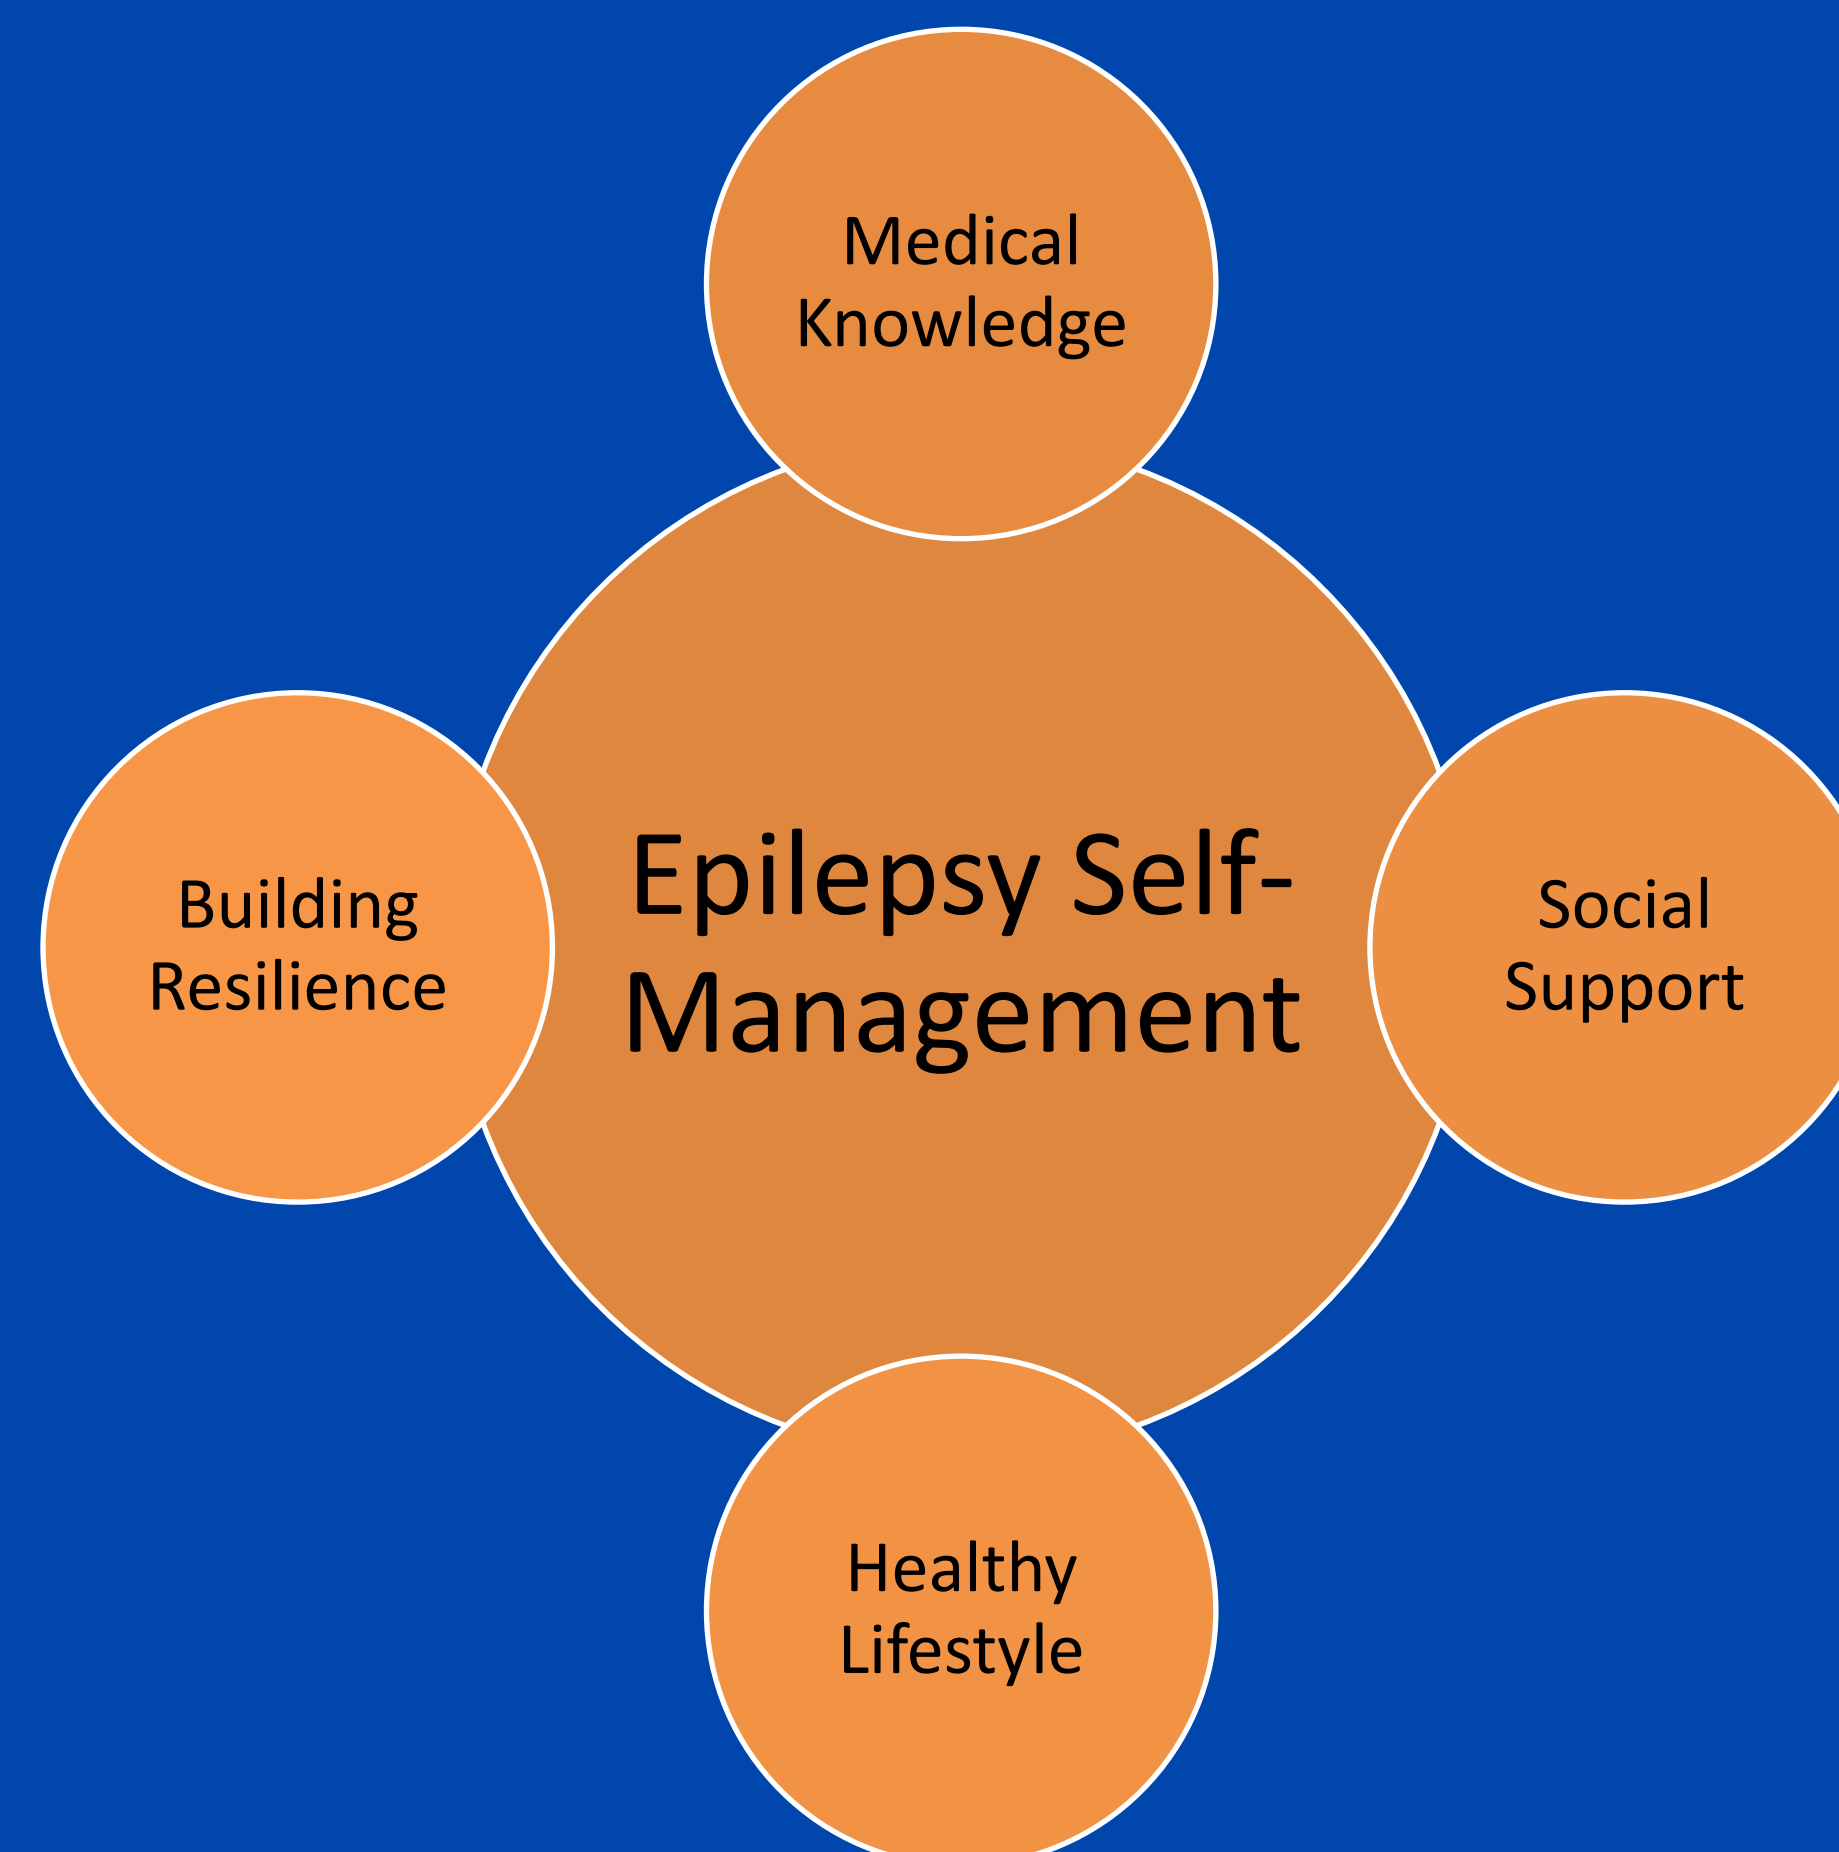 Medical
Knowledge
Epilepsy Self-
Management
Building
Resilience
Social
Support
Healthy
Lifestyle